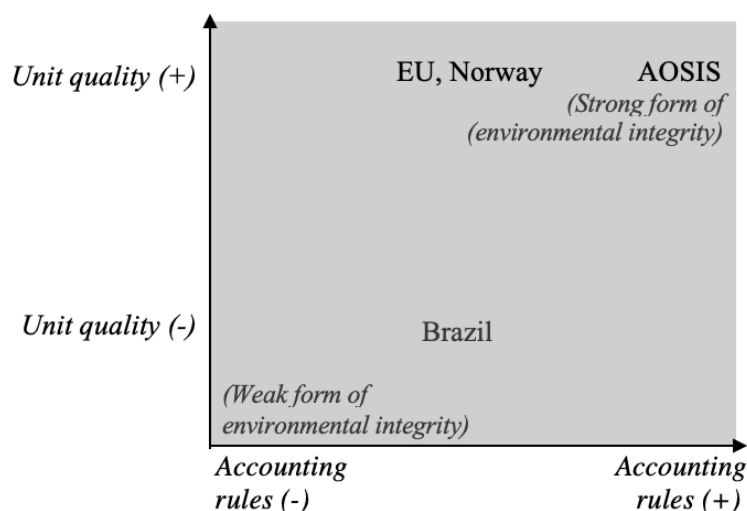 Unit quality (+)
EU, Norway
AOSIS
(Strong form of
(environmental integrity)
Unit quality (-)
Brazil
(Weak form of
environmental integrity)
Accounting
rules (-)
Accounting
rules (+)